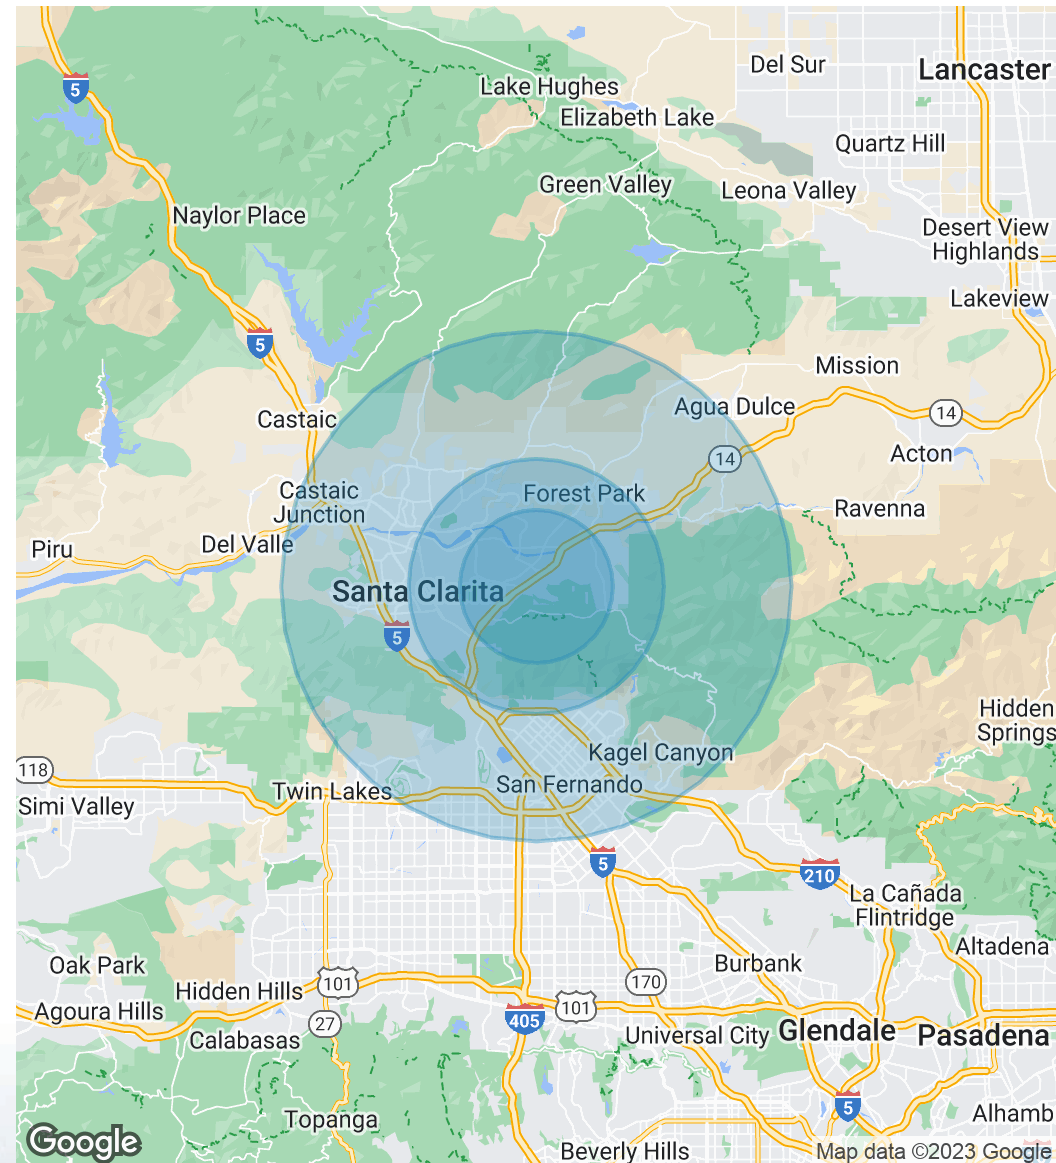 Del Sur
Lancaster
5
Lake Hughes
Elizabeth Lake
Quartz Hill
Green Valley
Leona Valley
Naylor Place
Desert View
Highlands
Lakeview
5
Mission
Agua Dulce
14
Castaic
14
Acton
Castaic
Junction
Forest Park
Ravenna
Del Valle
Piru
Santa Clarita
5
Hidden
Springs
Kagel Canyon
118
San Fernando
Twin Lakes
Simi Valley
5
210
La Cañada
Flintridge
Altadena
Oak Park
Burbank
101
170
Hidden Hills
101
Agoura Hills
405
27
Universal City
Glendale
Pasadena
Calabasas
5
Topanga
Alhamb
Google
Beverly Hills
Map data ©2023 Google